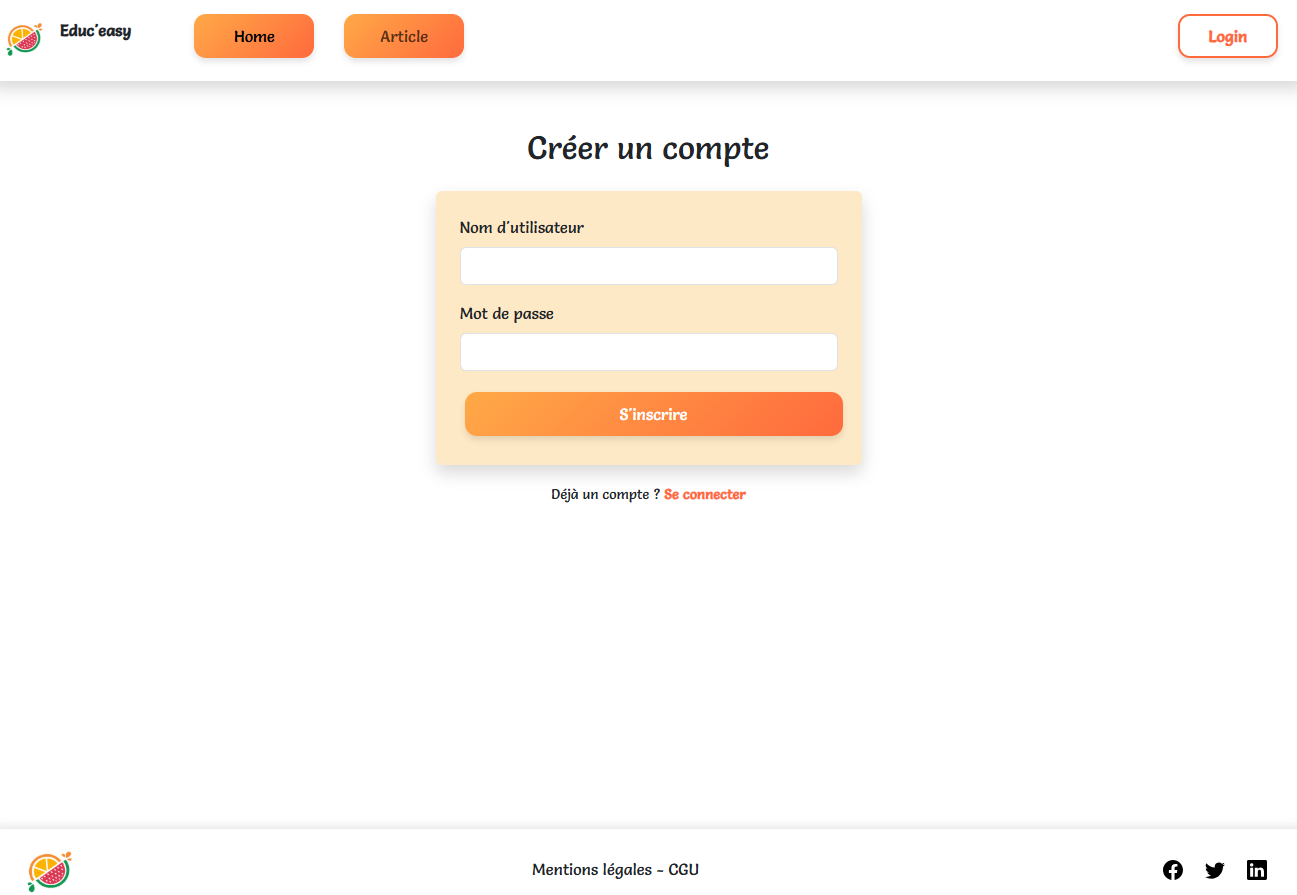 Educ'easy
Home
Article
Login
Créer un compte
Nom d'utilisateur
Mot de passe
S'inscrire
Déjà un compte ? Se connecter
Mentions légales - CGU